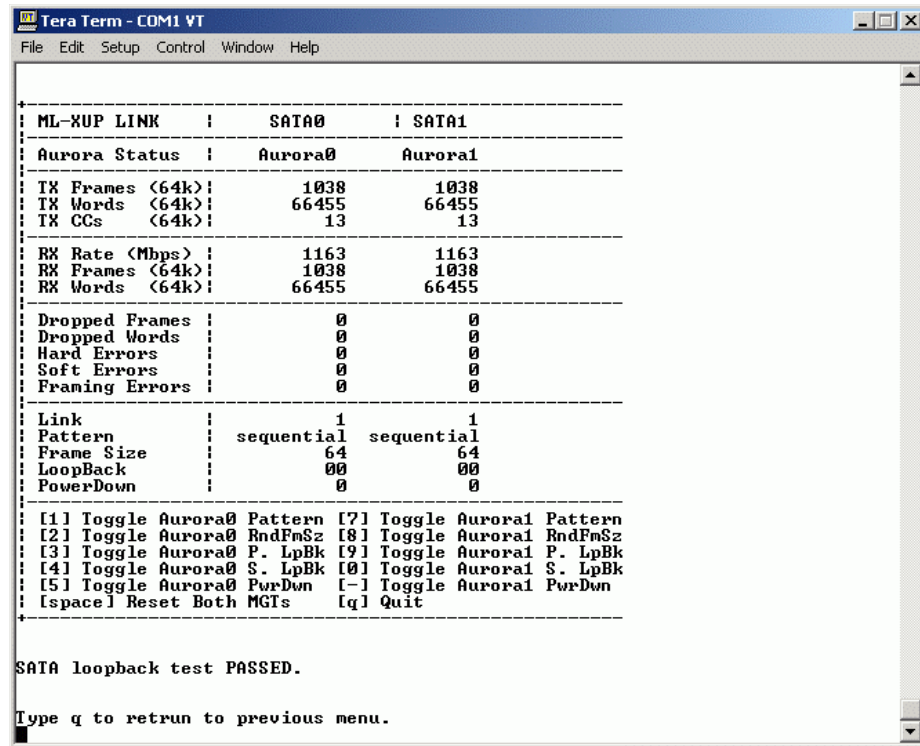 Tera Term - COM1 VT
File Edit Setup Control Window Help
ML-XUP LINK | SATA0 | SATA1
Aurora Status | Aurora0 Aurora1
TX Frames (64k)| 1038 1038
TX Words (64k)| 66455 66455
TX CCs (64k)| 13 13
RX Rate (Mbps) | 1163 1163
RX Frames (64k)| 1038 1038
RX Words (64k)| 66455 66455
Dropped Frames | 0 0
Dropped Words | 0 0
Hard Errors | 0 0
Soft Errors | 0 0
Framing Errors | 0 0
Link | 1 1
Pattern | sequential sequential
Frame Size | 64 64
LoopBack | 00 00
PowerDown | 0 0
[1] Toggle Aurora0 Pattern [7] Toggle Aurora1 Pattern
[2] Toggle Aurora0 RndFmSz [8] Toggle Aurora1 RndFmSz
[3] Toggle Aurora0 P. LpBk [9] Toggle Aurora1 P. LpBk
[4] Toggle Aurora0 S. LpBk [0] Toggle Aurora1 S. LpBk
[5] Toggle Aurora0 PwrDwn [-] Toggle Aurora1 PwrDwn
[space] Reset Both MGTs [q] Quit
SATA loopback test PASSED.
Type q to retrun to previous menu.